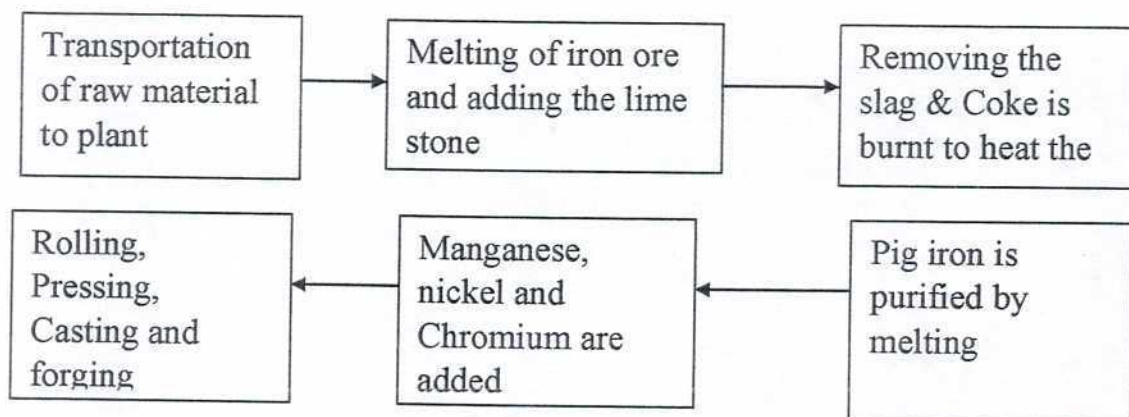 Transportation
of raw material
to plant
Melting of iron ore
and adding the lime
stone
Removing the
slag & Coke is
burnt to heat the
Pig iron is
purified by
melting
Manganese,
nickel and
Chromium are
added
Rolling,
Pressing,
Casting and
forging